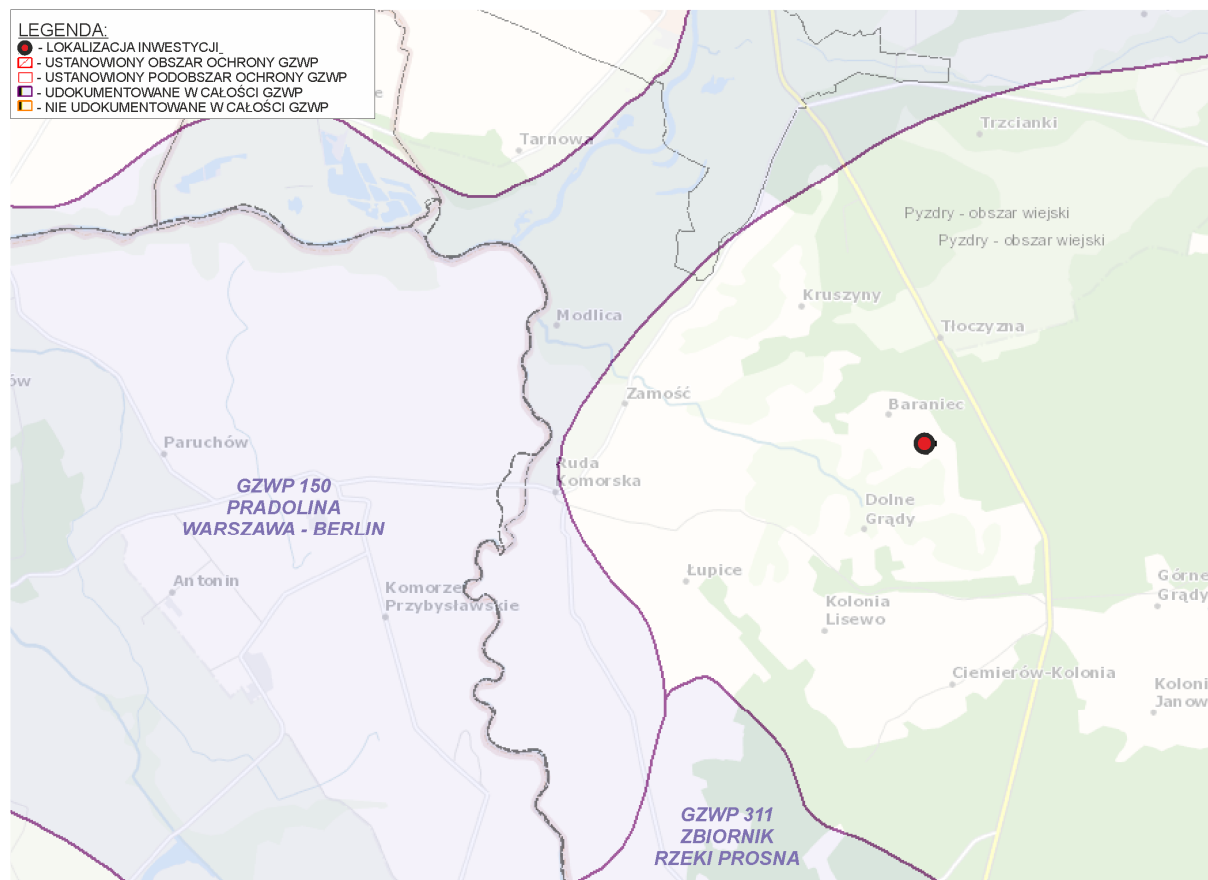 LEGENDA:
- LOKALIZACJA INWESTYCJI
- USTANOWIONY OBSZAR OCHRONY GZWP
- USTANOWIONY PODOBSZAR OCHRONY GZWP
- UDOKUMENTOWANE W CAŁOŚCI GZWP
- NIE UDOKUMENTOWANE W CAŁOŚCI GZWP
Tarnowa
Trzcianki
Pyzdry - obszar wiejski
Pyzdry - obszar wiejski
Kruszyny
Modlica
Tłoczyzna
Zamość
Baraniec
Paruchów
Ruda
Komorska
GZWP 150
PRADOLINA
WARSZAWA - BERLIN
Dolne
Grądy
Antonin
Komorze
Przybysławskie
Łupice
Kolonia
Lisewo
Górne
Grądy
Ciemierów-Kolonia
Koloni
Janow
GZWP 311
ZBIORNIK
RZEKI PROSNA